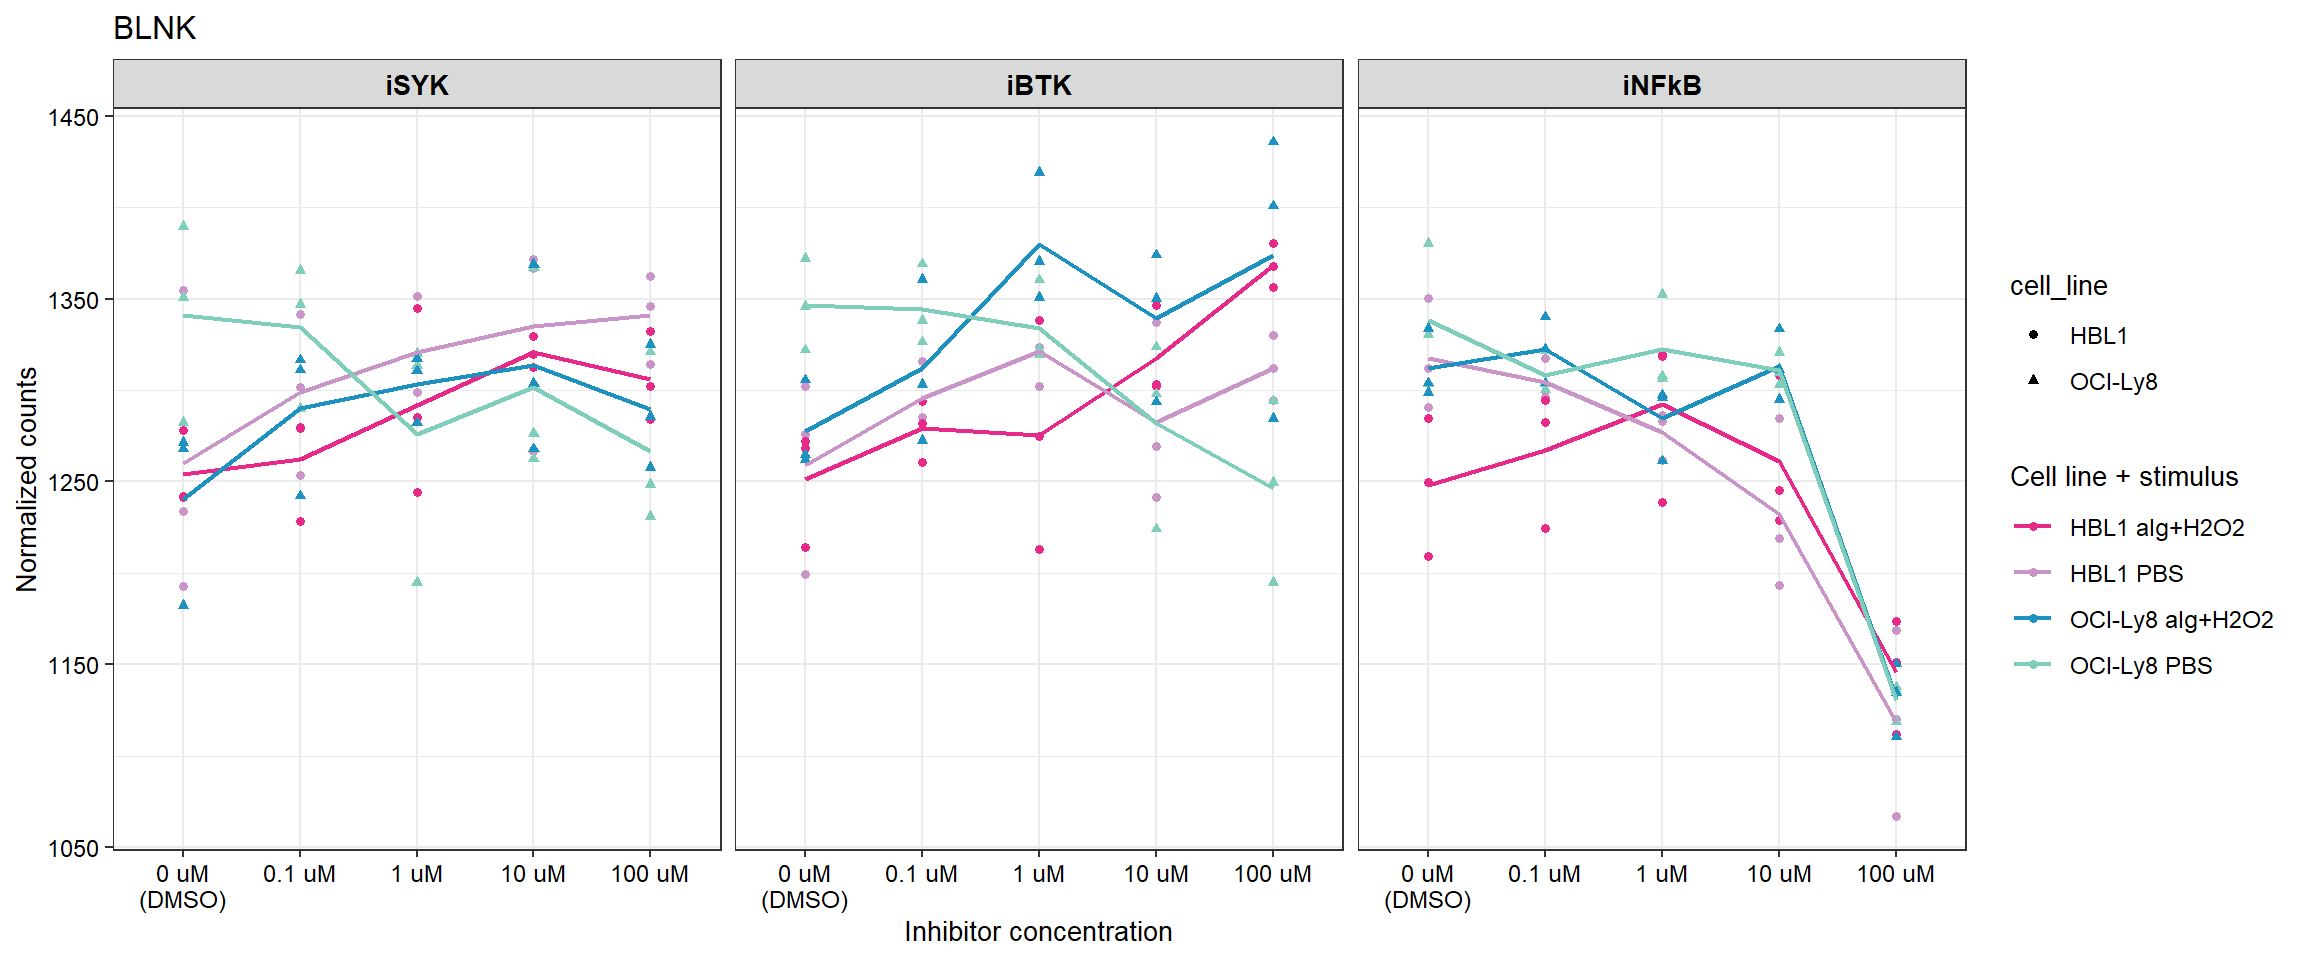 BLNK
iSYK
iBTK
iNFkB
Normalized counts
1450
1350
1250
1150
1050
0 uM
(DMSO)
0.1 uM
1 uM
10 uM
100 uM
0 uM
(DMSO)
0.1 uM
1 uM
10 uM
100 uM
0 uM
(DMSO)
0.1 uM
1 uM
10 uM
100 uM
Inhibitor concentration
cell_line
HBL1
OCI-Ly8
Cell line + stimulus
HBL1 aIg+H2O2
HBL1 PBS
OCI-Ly8 aIg+H2O2
OCI-Ly8 PBS